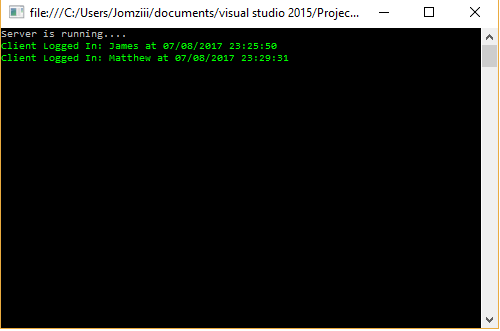 file:///C:/Users/Jomziii/documents/visual studio 2015/Projec...
Server is running....
Client Logged In: James at 07/08/2017 23:25:50
Client Logged In: Matthew at 07/08/2017 23:29:31